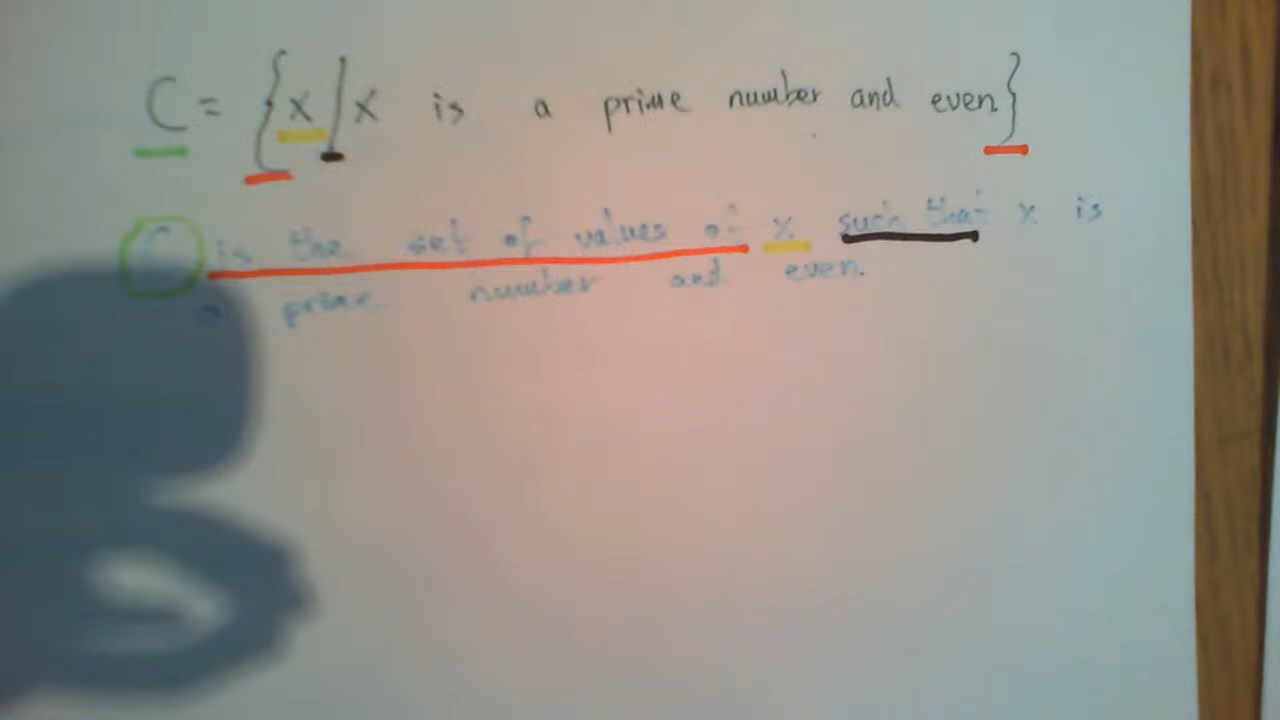 C = {x/x is a prime number and even}
C is the set of values of x such that x is
a prime number and even.